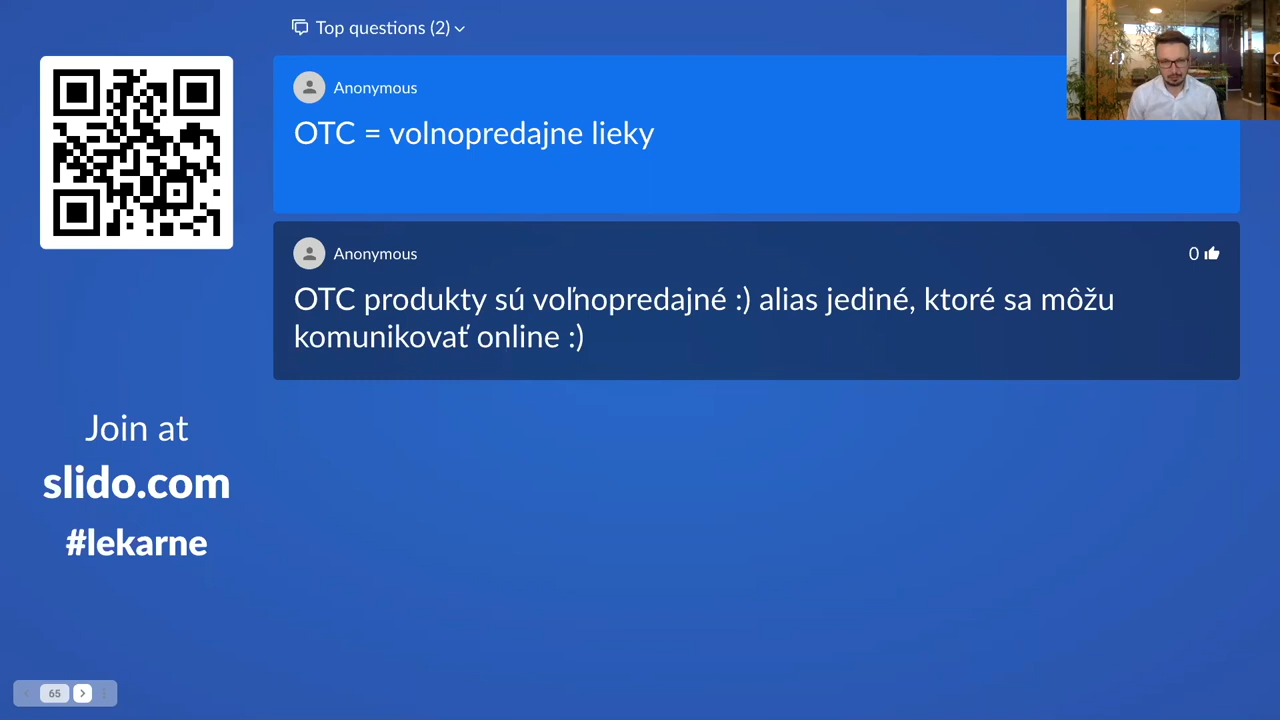 Top questions (2)
Anonymous
OTC = volnopredajne lieky
Anonymous
0
OTC produkty sú voľnopredajné :) alias jediné, ktoré sa môžu
komunikovať online :)
Join at
slido.com
#lekarne
65